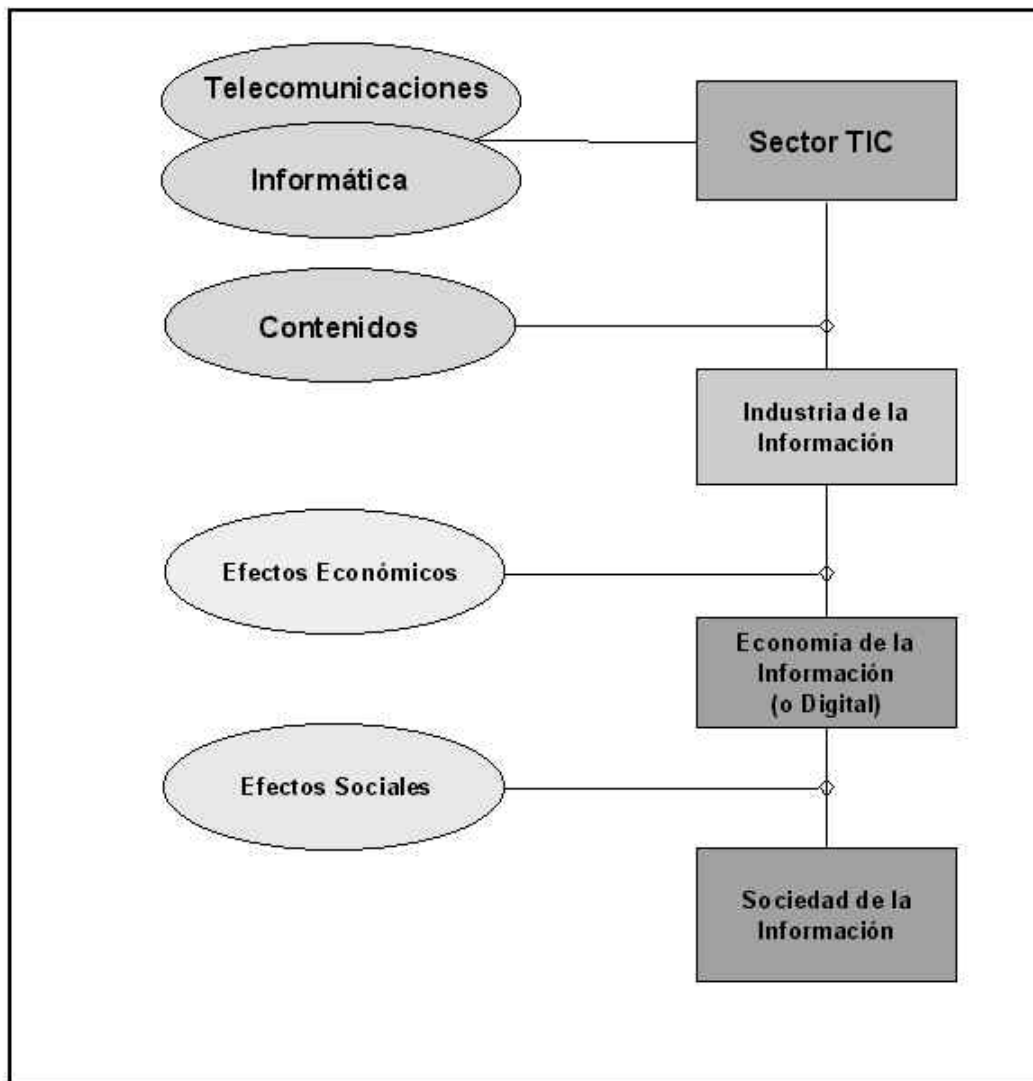 Telecomunicaciones
Sector TIC
Informática
Contenidos
Industria de la
Información
Efectos Económicos
Economía de la
Información
(o Digital)
Efectos Sociales
Sociedad de la
Información